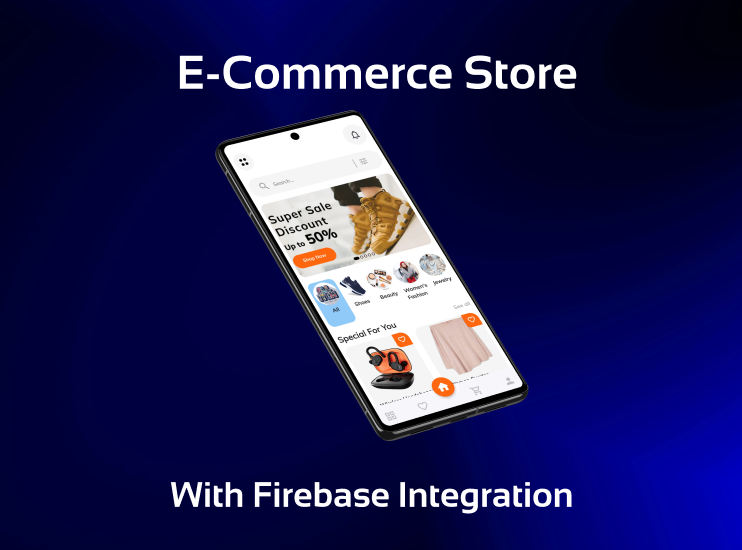 E-Commerce Store
Search..
Super Sale
Discount
Up to 50%
Shop Now
All
Shoes
Beauty
Women's
Fashion
Jewelry
Special For You
See all
With Firebase Integration